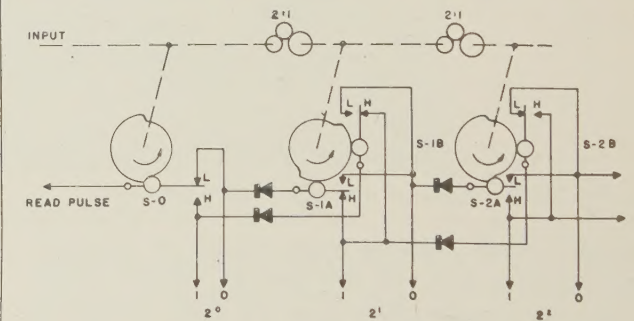 2:1
2:1
INPUT
L H
L H
S-1B
S-2B
L
H
L
H
L
H
READ PULSE
S-0
S-1A
S-2A
1 0
1 0
1 0
2⁰
2¹
2²